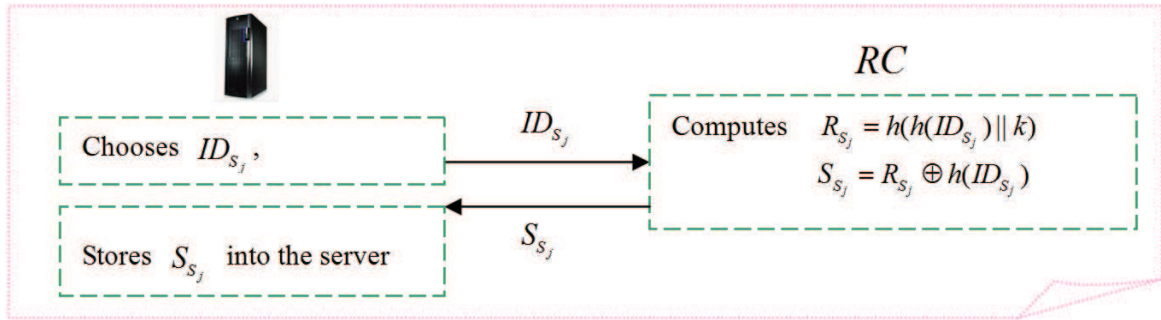 RC
Chooses ID_{S_j},
ID_{S_j}
Computes R_{S_j} = h(h(ID_{S_j}) || k)
S_{S_j} = R_{S_j} ⊕ h(ID_{S_j})
S_{S_j}
Stores S_{S_j} into the server